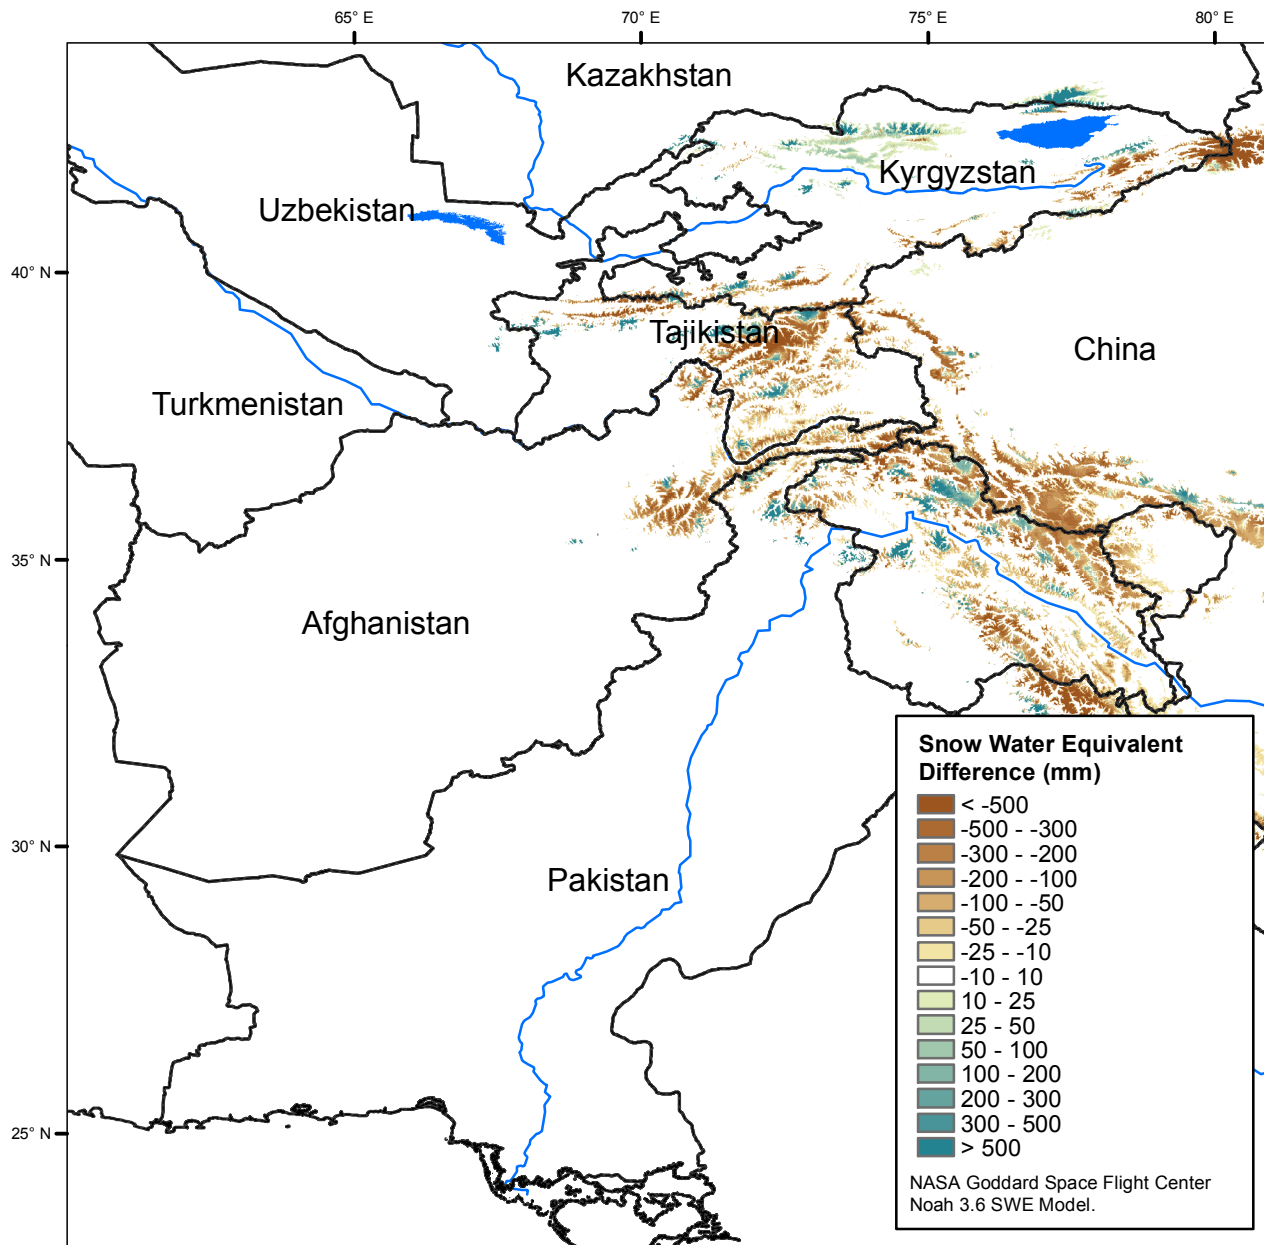 65° E
70° E
75° E
80° E
Kazakhstan
Kyrgyzstan
Uzbekistan
40° N
Tajikistan
China
Turkmenistan
35° N
Afghanistan
30° N
Pakistan
25° N
Snow Water Equivalent
Difference (mm)
< -500
-500 - -300
-300 - -200
-200 - -100
-100 - -50
-50 - -25
-25 - -10
-10 - 10
10 - 25
25 - 50
50 - 100
100 - 200
200 - 300
300 - 500
> 500
NASA Goddard Space Flight Center
Noah 3.6 SWE Model.